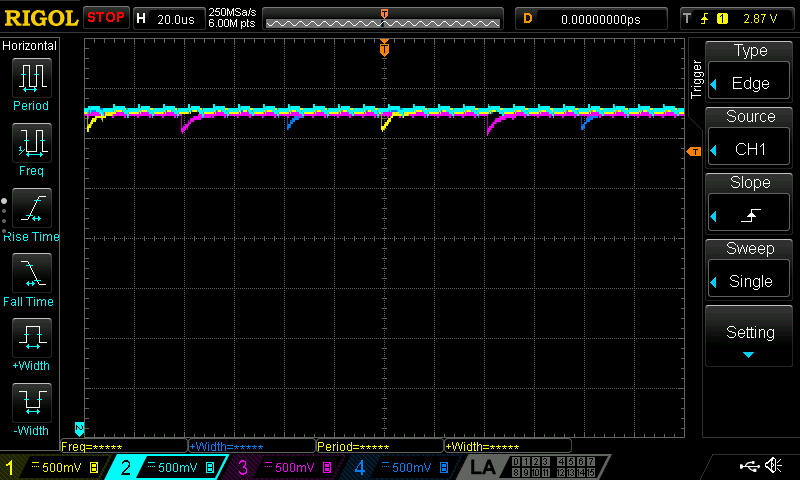 RIGOL STOP H 20.0us 250MSa/s 6.00M pts T D 0.00000000ps T 1 2.87 V
Horizontal
Period
Freq
Rise Time
Fall Time
+Width
-Width
T
T
2
Trigger
Type
Edge
Source
CH1
Slope
Sweep
Single
Setting
Freq=***** +Width=***** Period=***** +Width=*****
1 500mV B 2 500mV B 3 500mV B 4 500mV B LA 0 1 2 3 4 5 6 7
8 9 10 11 12 13 14 15